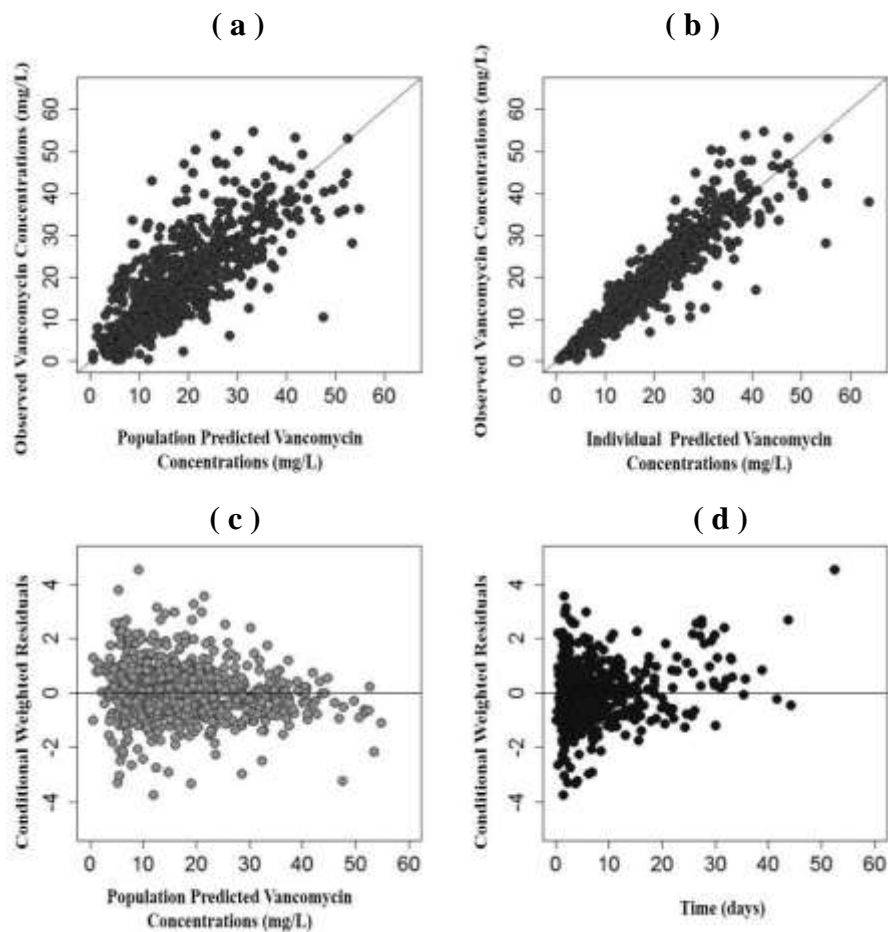 ( a )
Observed Vancomycin Concentrations (mg/L)
60
50
40
30
20
10
0
0 10 20 30 40 50 60
Population Predicted Vancomycin
Concentrations (mg/L)
( b )
Observed Vancomycin Concentrations (mg/L)
60
50
40
30
20
10
0
0 10 20 30 40 50 60
Individual Predicted Vancomycin
Concentrations (mg/L)
( c )
Conditional Weighted Residuals
4
2
0
-2
-4
0 10 20 30 40 50 60
Population Predicted Vancomycin
Concentrations (mg/L)
( d )
Conditional Weighted Residuals
4
2
0
-2
-4
0 10 20 30 40 50 60
Time (days)